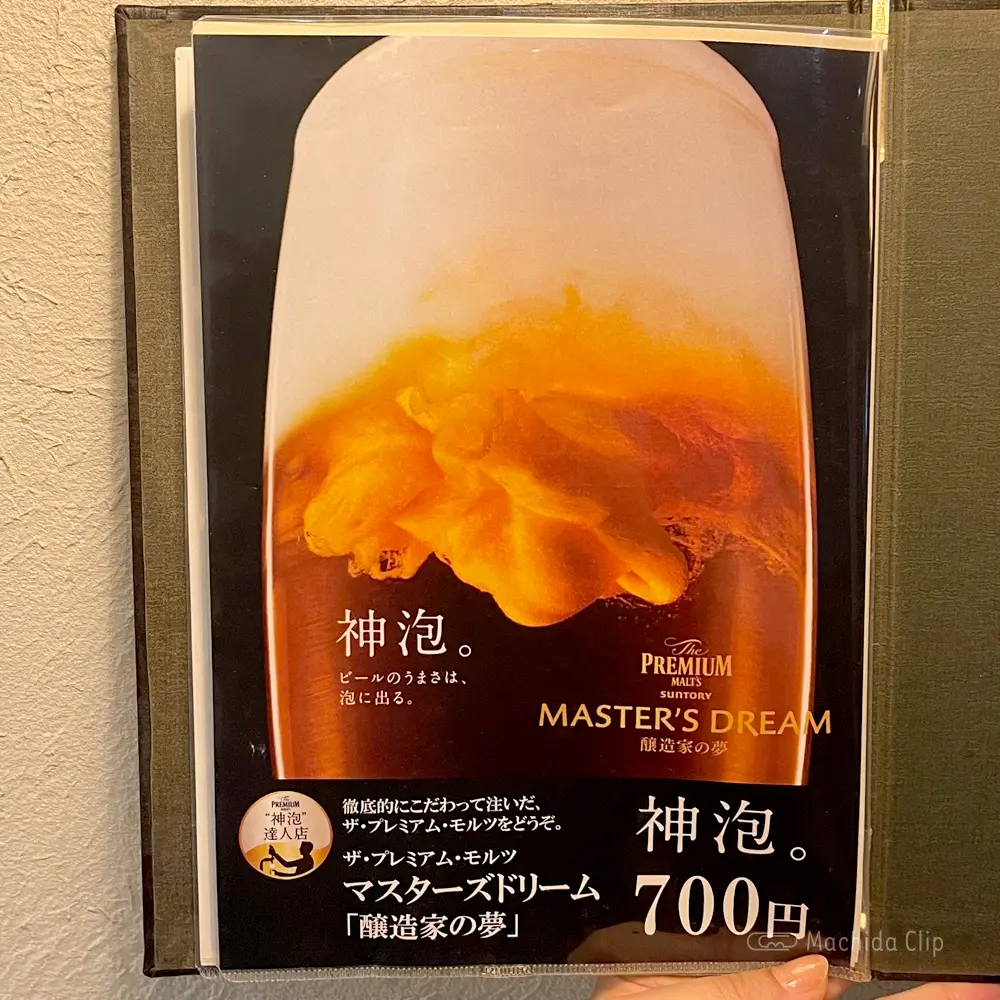 神泡。
ビールのうまさは、
泡に出る。
The
PREMIUM
MALT'S
SUNTORY
MASTER'S DREAM
醸造家の夢
The
PREMIUM
MALT'S
"神泡"
達人店
徹底的にこだわって注いだ、
ザ・プレミアム・モルツをどうぞ。
ザ・プレミアム・モルツ
マスターズドリーム
「醸造家の夢」
神泡。
700円
Machida Clip